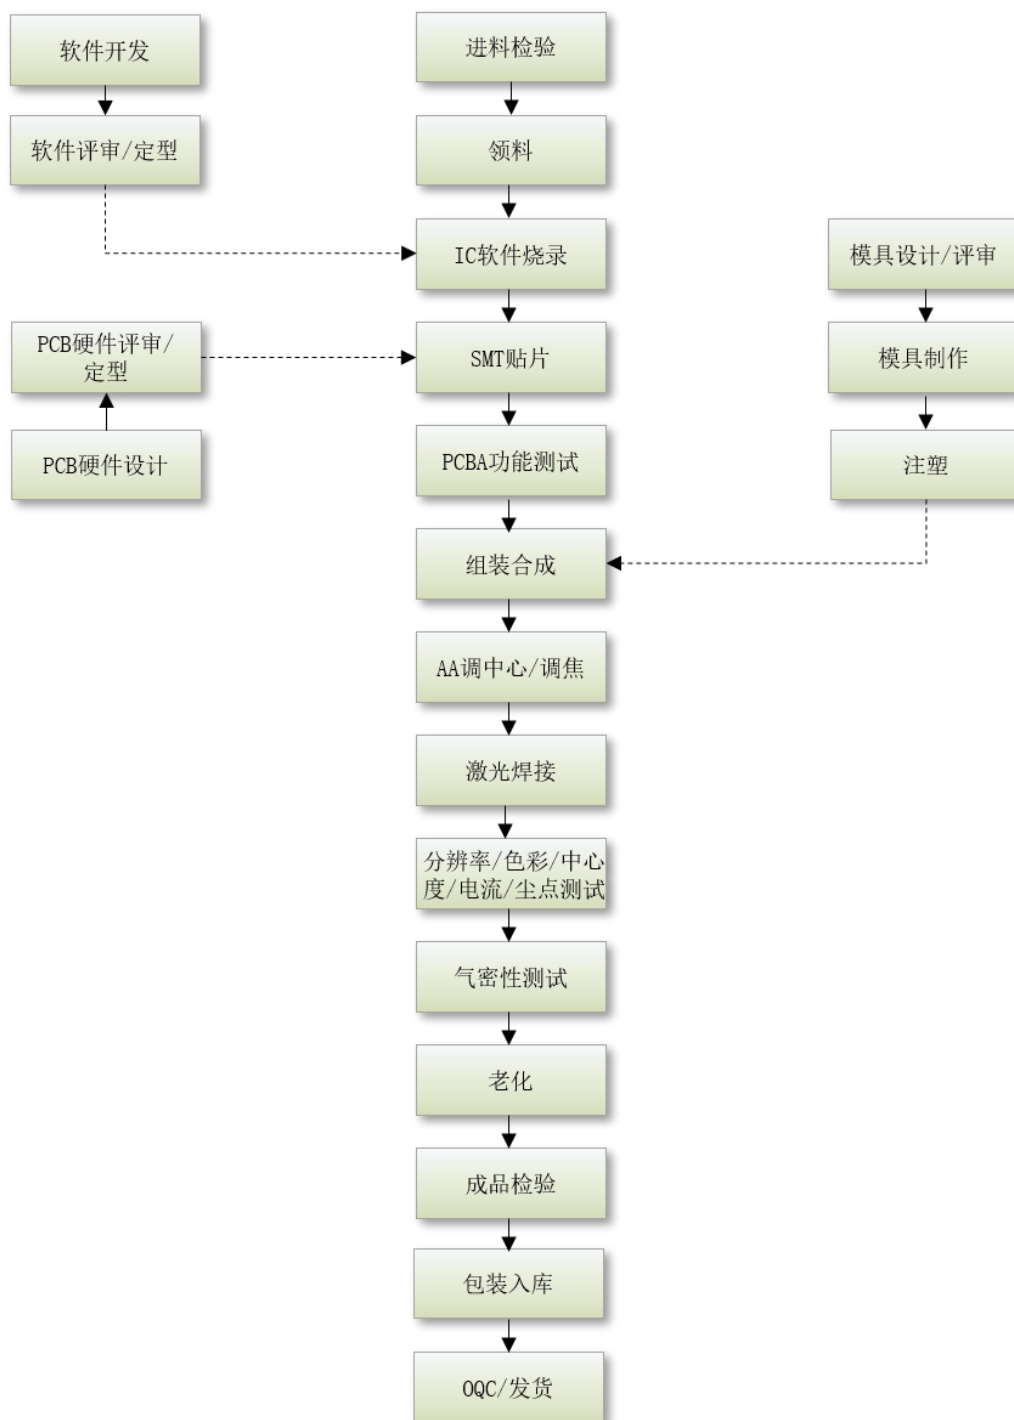 软件开发
进料检验
软件评审/定型
领料
IC软件烧录
模具设计/评审
PCB硬件评审/
定型
SMT贴片
模具制作
PCB硬件设计
PCBA功能测试
注塑
组装合成
AA调中心/调焦
激光焊接
分辨率/色彩/中心
度/电流/尘点测试
气密性测试
老化
成品检验
包装入库
OQC/发货